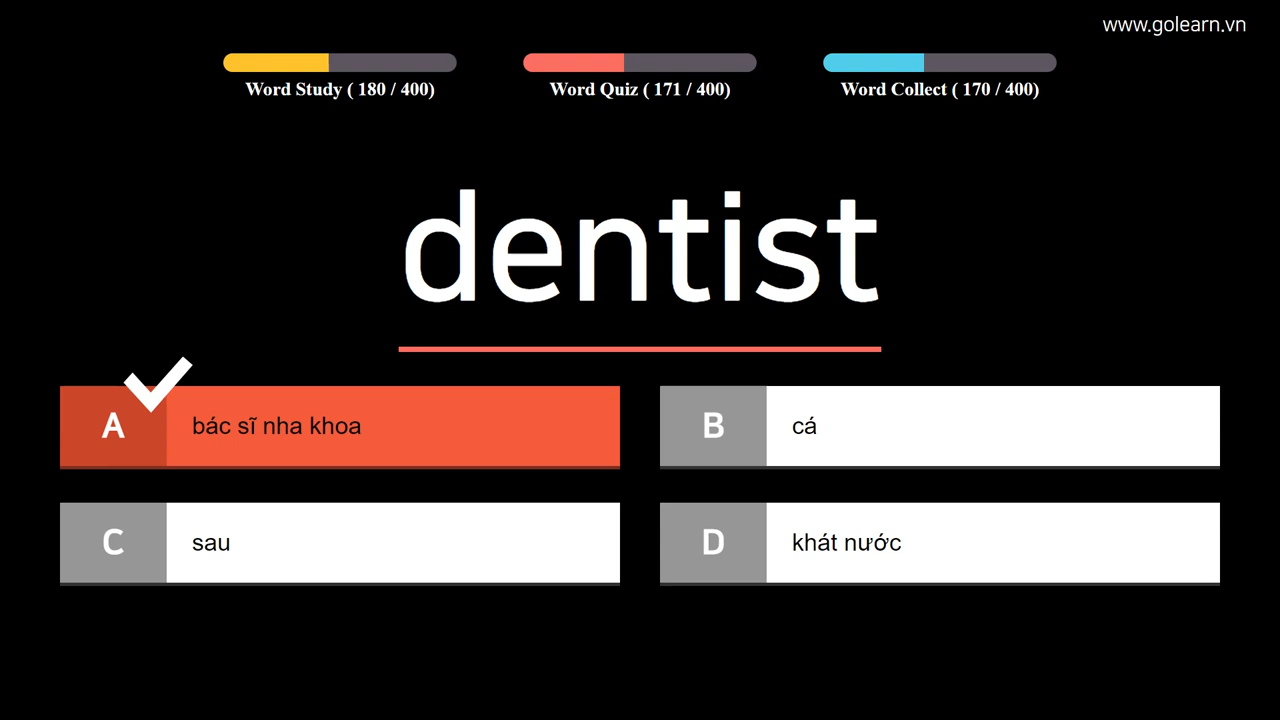 www.golearn.vn
Word Study ( 180 / 400)
Word Quiz ( 171 / 400)
Word Collect ( 170 / 400)
dentist
A bác sĩ nha khoa
B cá
C sau
D khát nước